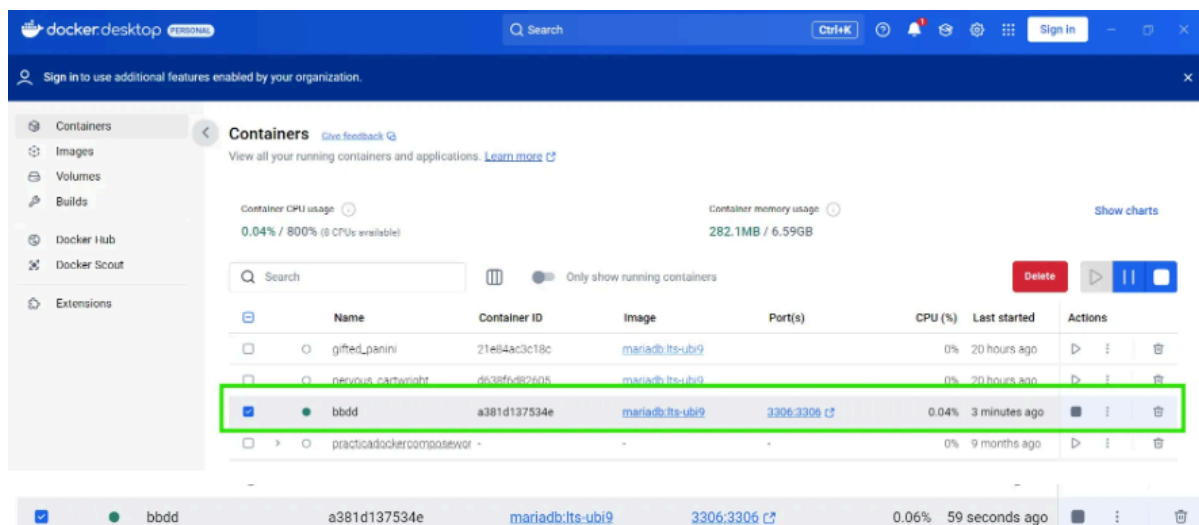 docker.desktop PERSONAL Search Ctrl+K Sign in
Sign in to use additional features enabled by your organization.
Containers
Images
Volumes
Builds
Docker Hub
Docker Scout
Extensions
Containers Give feedback
View all your running containers and applications. Learn more
Container CPU usage Container memory usage Show charts
0.04% / 800% (8 CPUs available) 282.1MB / 6.59GB
Search Only show running containers Delete
Name Container ID Image Port(s) CPU (%) Last started Actions
gifted_panini 21e84ac3c18c mariadb:lts-ubi9 0% 20 hours ago
nervous_cartwright d638f6d82605 mariadb:lts-ubi9 0% 20 hours ago
bbdd a381d137534e mariadb:lts-ubi9 3306:3306 0.04% 3 minutes ago
practicadockercomposewor - - - 0% 9 months ago
bbdd a381d137534e mariadb:lts-ubi9 3306:3306 0.06% 59 seconds ago